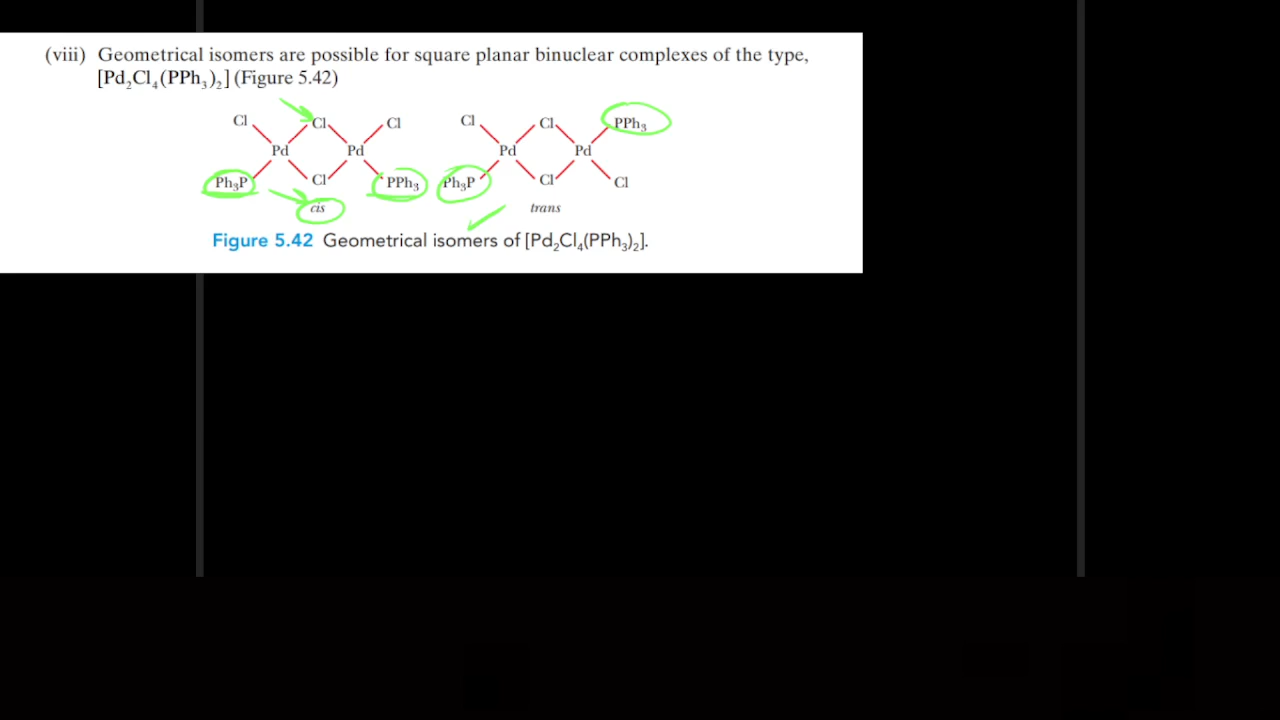 (viii) Geometrical isomers are possible for square planar binuclear complexes of the type,
[Pd₂Cl₄(PPh₃)₂] (Figure 5.42)
Cl Cl Cl Cl Cl PPh₃
Pd Pd Pd Pd
Ph₃P Cl PPh₃ Ph₃P Cl Cl
cis trans
Figure 5.42 Geometrical isomers of [Pd₂Cl₄(PPh₃)₂].